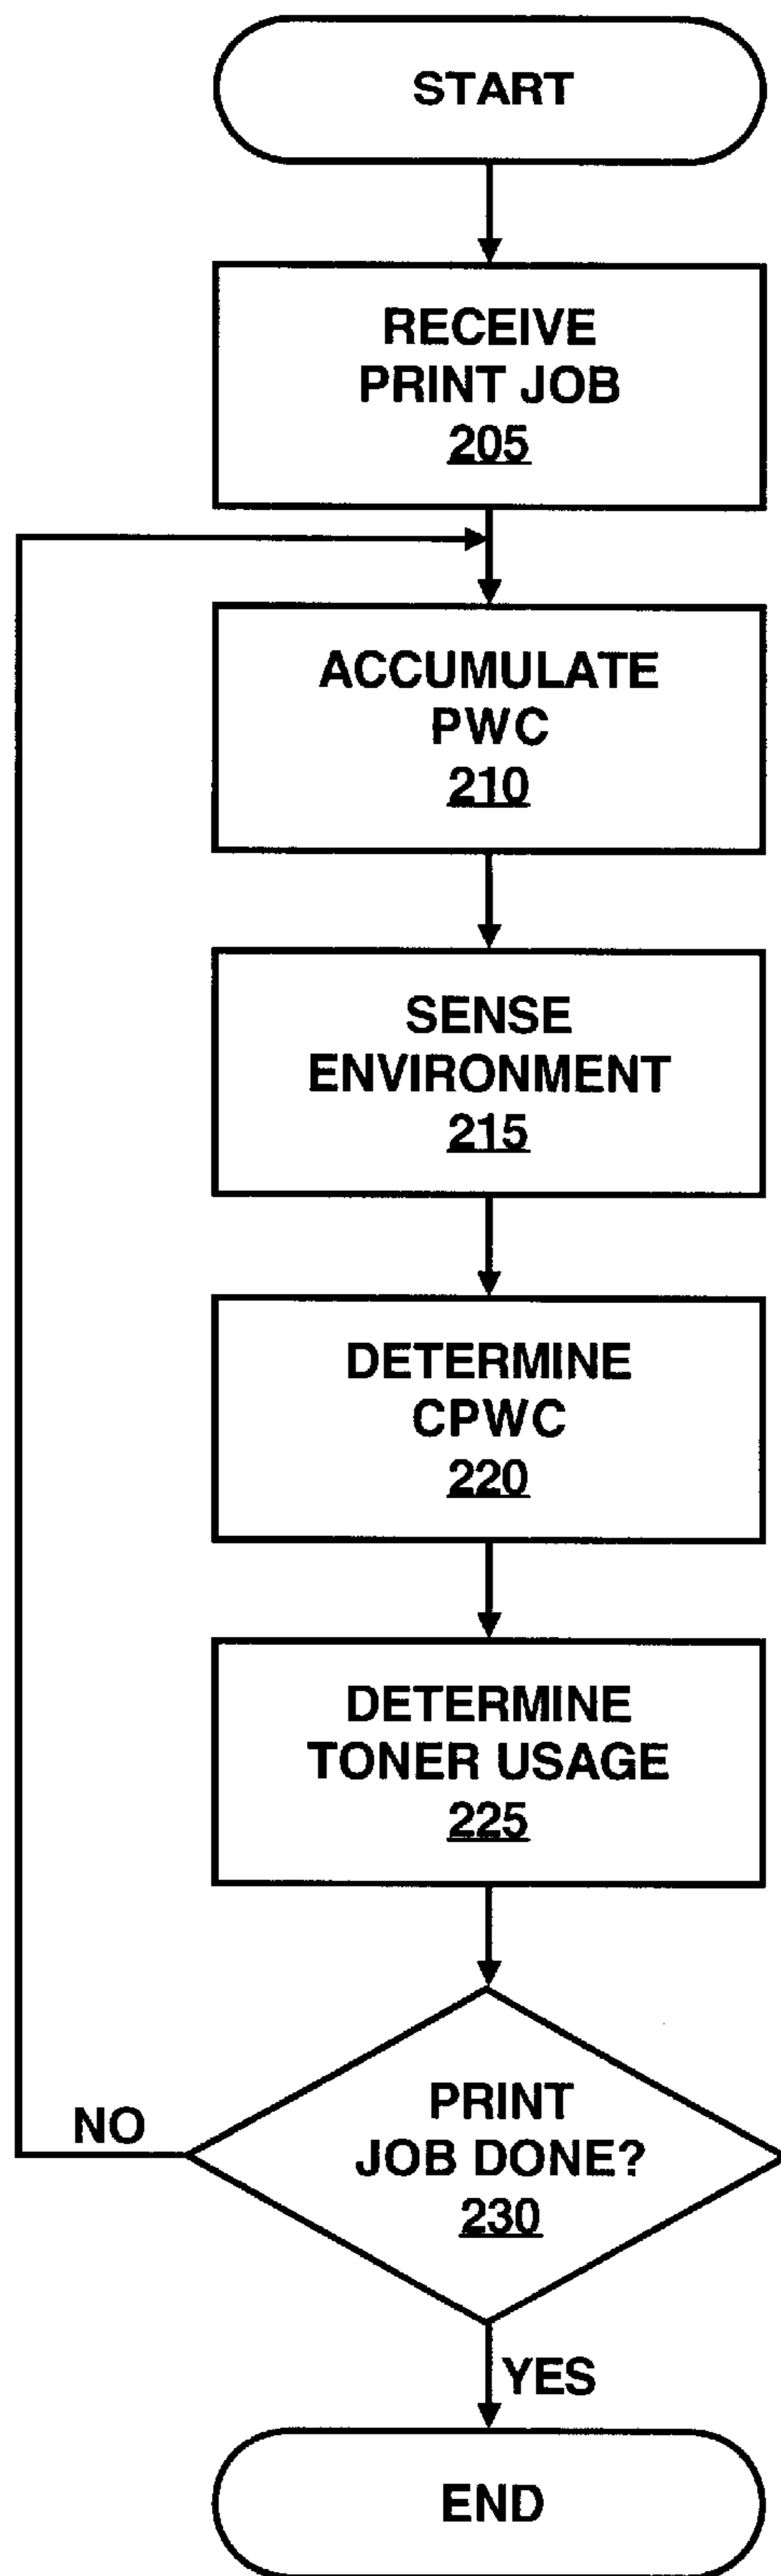 START
RECEIVE
PRINT JOB
205
ACCUMULATE
PWC
210
SENSE
ENVIRONMENT
215
DETERMINE
CPWC
220
DETERMINE
TONER USAGE
225
PRINT
JOB DONE?
230
NO
YES
END